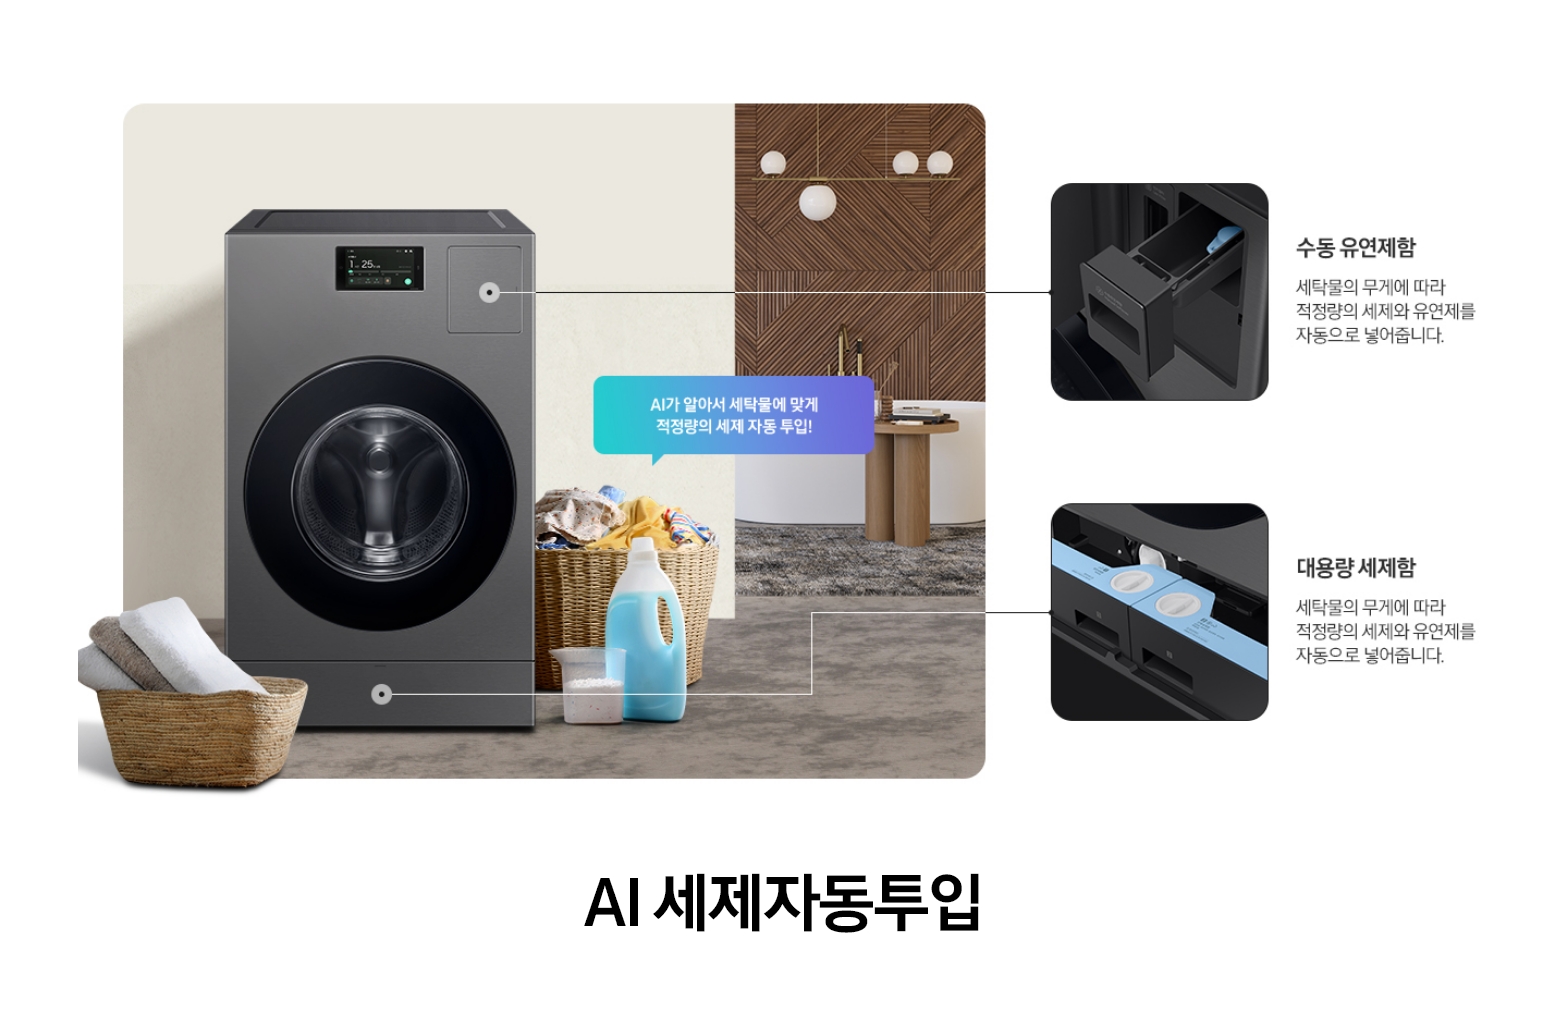 1 25
AI가 알아서 세탁물에 맞게
적정량의 세제 자동 투입!
수동 유연제함
세탁물의 무게에 따라
적정량의 세제와 유연제를
자동으로 넣어줍니다.
대용량 세제함
세탁물의 무게에 따라
적정량의 세제와 유연제를
자동으로 넣어줍니다.
AI 세제자동투입